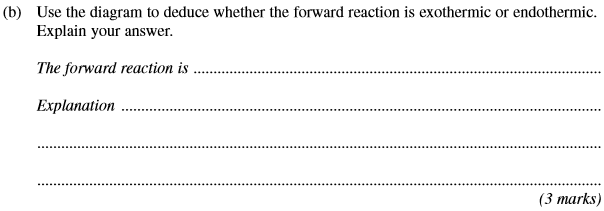 (b) Use the diagram to deduce whether the forward reaction is exothermic or endothermic.
Explain your answer.
The forward reaction is ..........................................................................................
Explanation ..........................................................................................................
..............................................................................................................................
..............................................................................................................................
(3 marks)